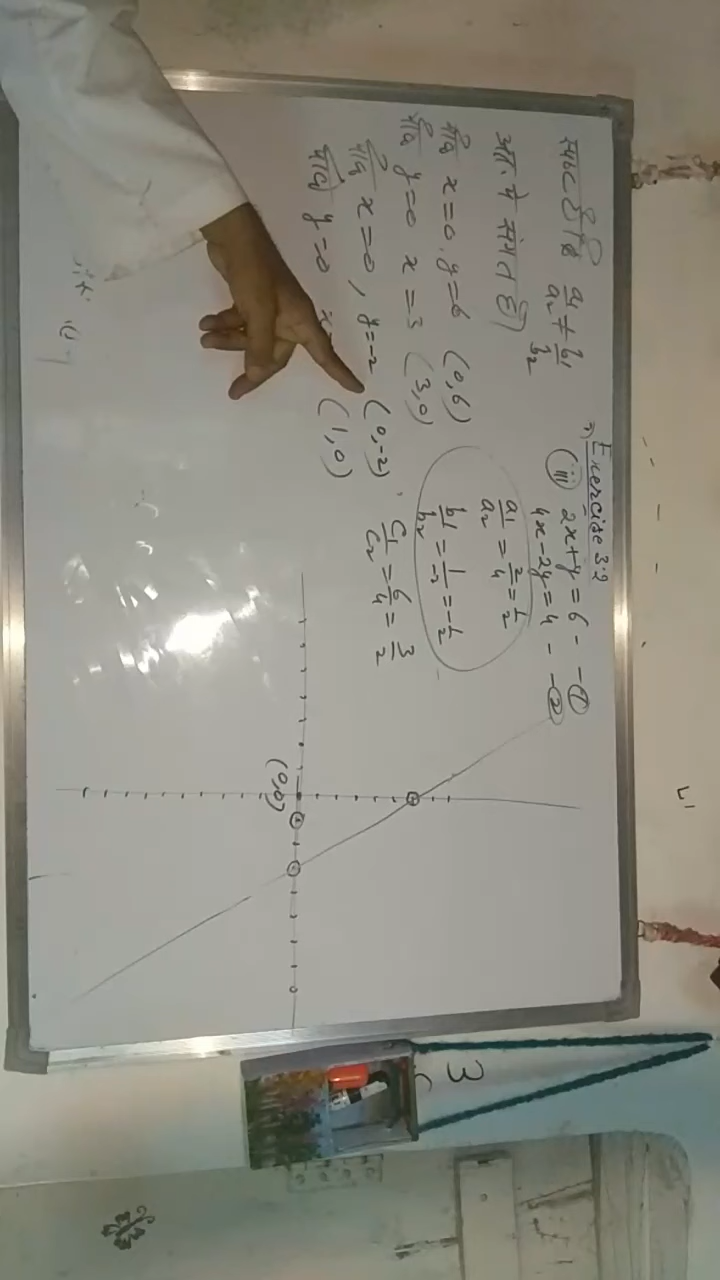 ⇒) Exercise 3.2
(iii) 2x+y = 6 - -①
4x-2y = 4 - -②
a₁/a₂ = 2/4 = 1/2
b₁/b₂ = 1/-2 = -1/2
c₁/c₂ = 6/4 = 3/2
स्पष्ट है कि a₁/a₂ ≠ b₁/b₂
अतः ये संगत है।
यदि x=0, y=6 (0,6)
यदि y=0 x=3 (3,0)
यदि x=0, y=-2 (0,-2)
यदि y=0 (1,0)
(0,0)
3